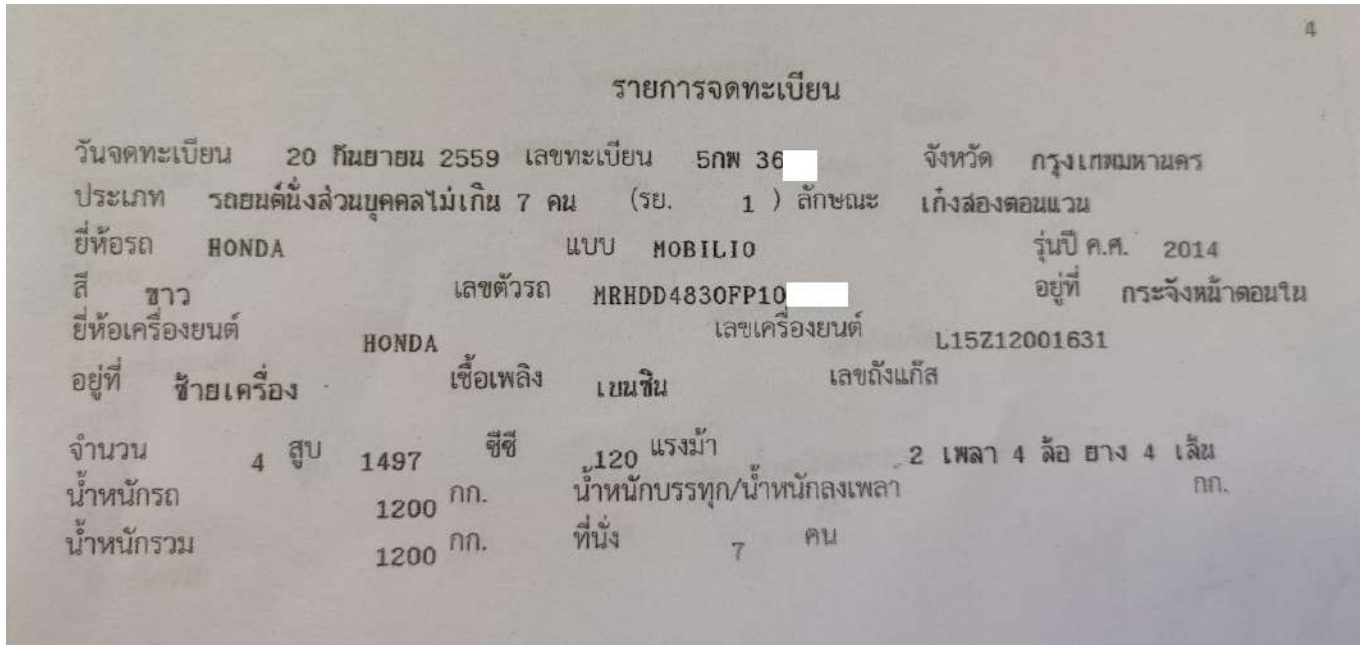 4
รายการจดทะเบียน
วันจดทะเบียน 20 กันยายน 2559 เลขทะเบียน 5กพ 36 จังหวัด กรุงเทพมหานคร
ประเภท รถยนต์นั่งส่วนบุคคลไม่เกิน 7 คน (รย. 1 ) ลักษณะ เก๋งสองตอนแวน
ยี่ห้อรถ HONDA แบบ MOBILIO รุ่นปี ค.ศ. 2014
สี ขาว เลขตัวรถ MRHDD4830FP10 อยู่ที่ กระจังหน้าตอนใน
ยี่ห้อเครื่องยนต์ HONDA เลขเครื่องยนต์ L15Z12001631
อยู่ที่ ซ้ายเครื่อง เชื้อเพลิง เบนซิน เลขถังแก๊ส
จำนวน 4 สูบ 1497 ซีซี 120 แรงม้า 2 เพลา 4 ล้อ ยาง 4 เส้น
น้ำหนักรถ 1200 กก. น้ำหนักบรรทุก/น้ำหนักลงเพลา กก.
น้ำหนักรวม 1200 กก. ที่นั่ง 7 คน